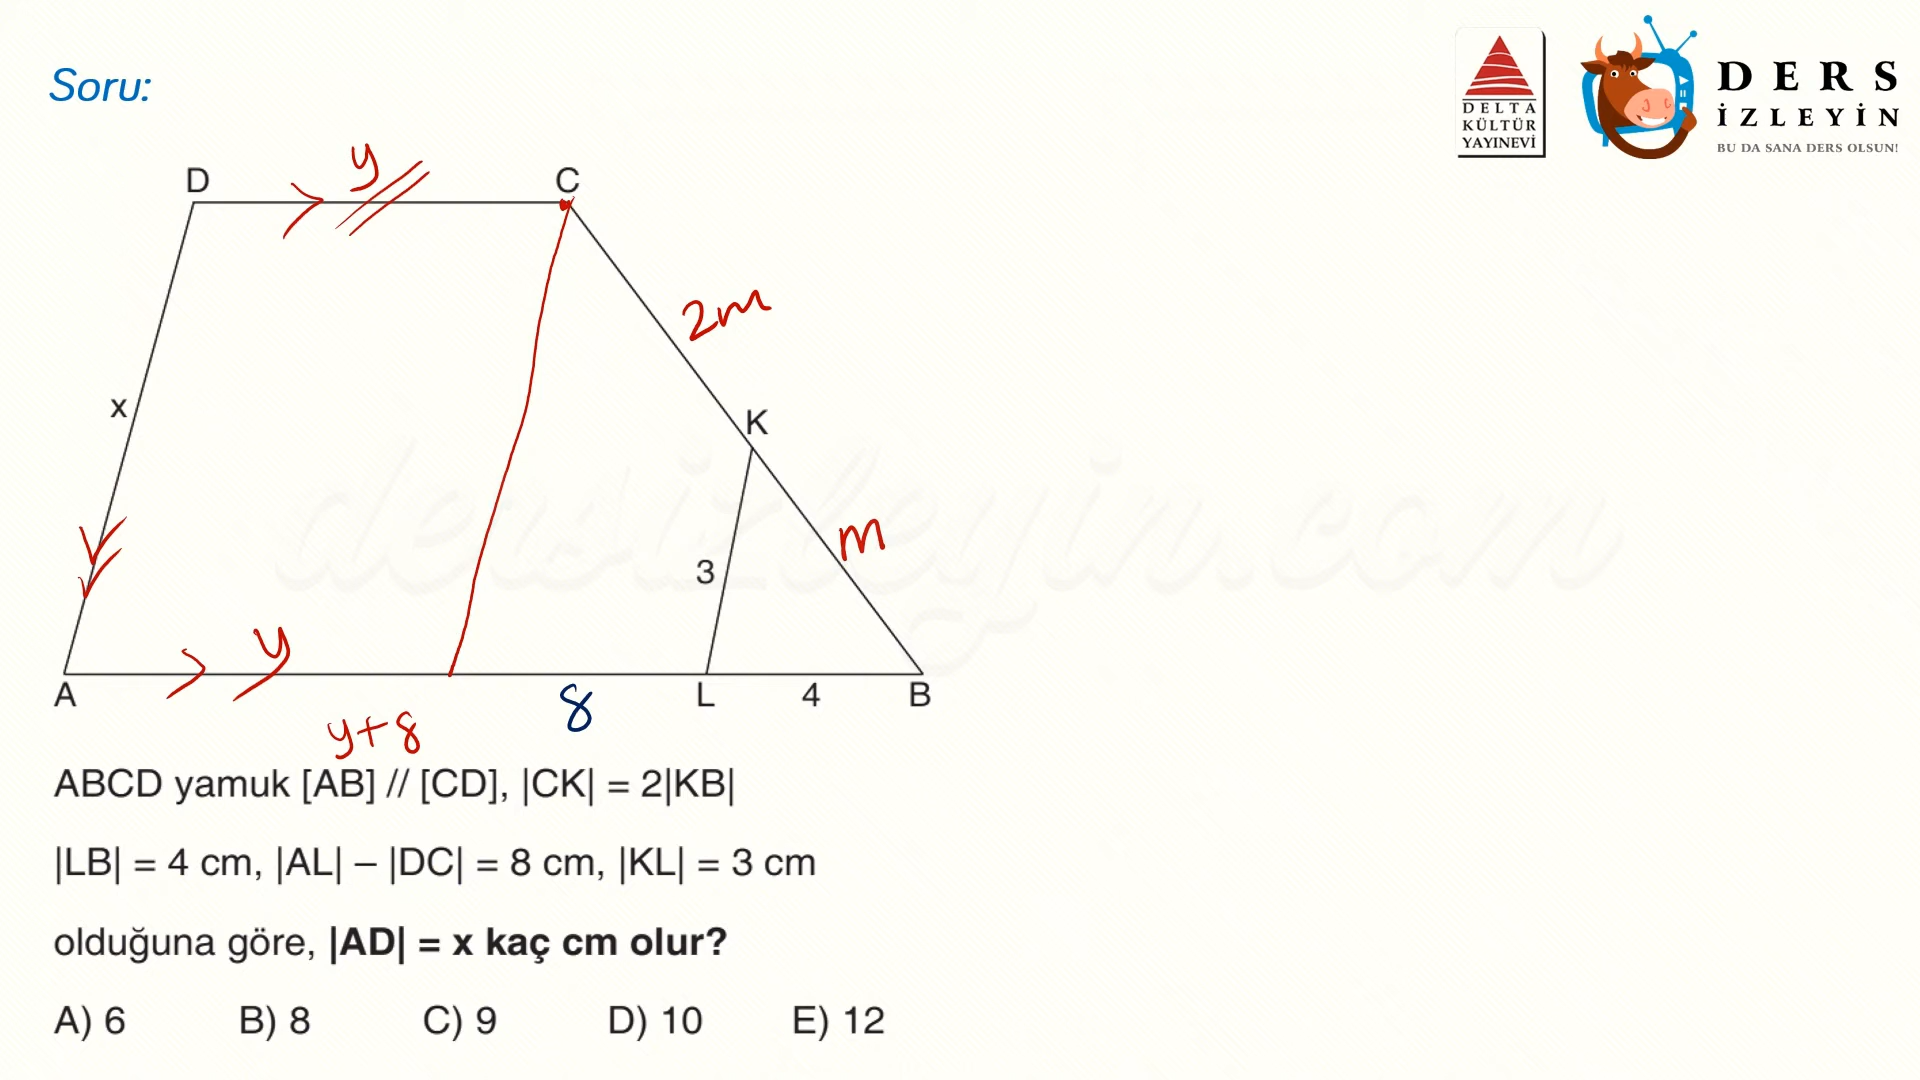 Soru:
DELTA
KÜLTÜR
YAYINEVİ
DERS
İZLEYİN
BU DA SANA DERS OLSUN!
D
y
C
2m
x
K
m
3
y
A
y+8
8
L
4
B
dersizleyin.com
ABCD yamuk [AB] // [CD], |CK| = 2|KB|
|LB| = 4 cm, |AL| – |DC| = 8 cm, |KL| = 3 cm
olduğuna göre, |AD| = x kaç cm olur?
A) 6 B) 8 C) 9 D) 10 E) 12